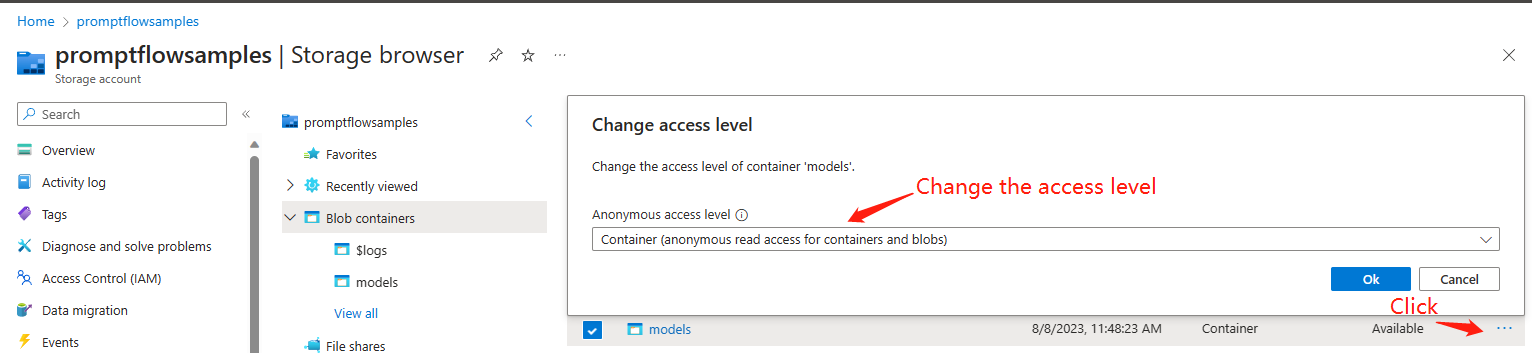 Home > promptflowsamples
promptflowsamples | Storage browser
Storage account
Search
Overview
Activity log
Tags
Diagnose and solve problems
Access Control (IAM)
Data migration
Events
promptflowsamples
Favorites
Recently viewed
Blob containers
$logs
models
View all
File shares
Change access level
Change the access level of container 'models'.
Change the access level
Anonymous access level
Container (anonymous read access for containers and blobs)
Ok Cancel
Click
models 8/8/2023, 11:48:23 AM Container Available